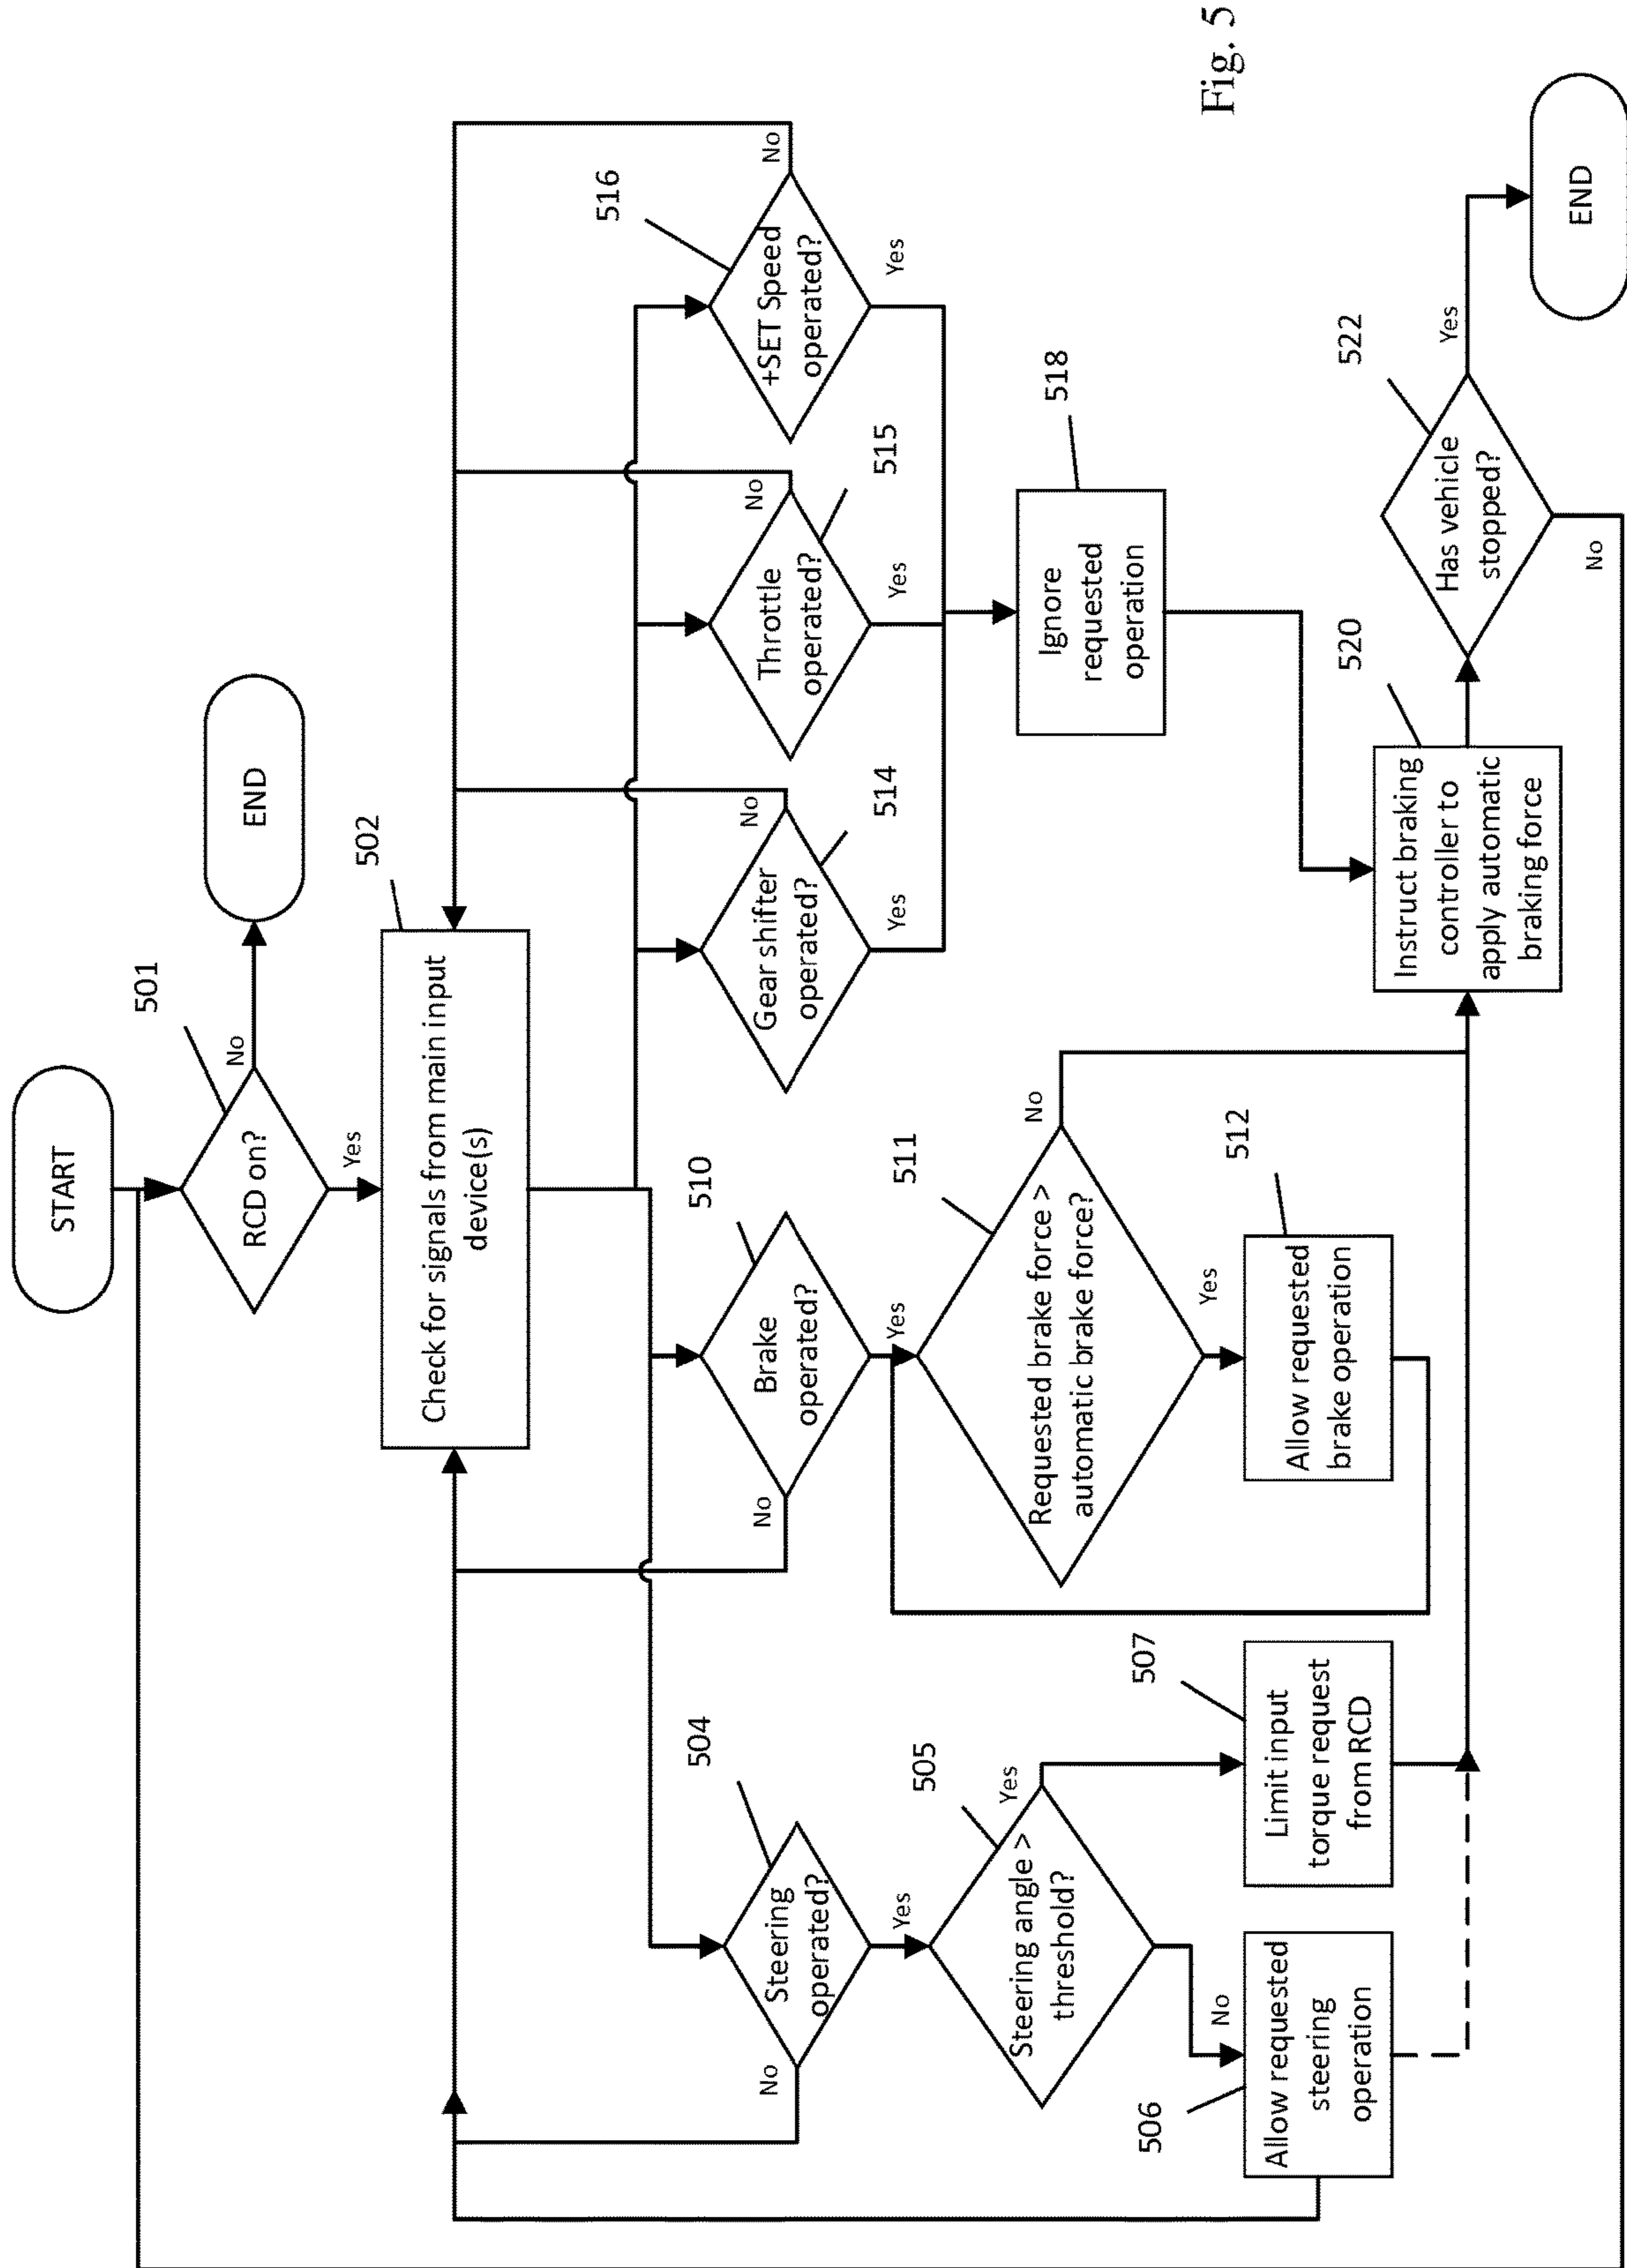 START
501
RCD on?
No
END
Yes
502
Check for signals from main input
device(s)
504
Steering
operated?
No
Yes
505
Steering angle >
threshold?
Yes
No
506
Allow requested
steering
operation
507
Limit input
torque request
from RCD
510
Brake
operated?
No
Yes
511
Requested brake force >
automatic brake force?
No
Yes
512
Allow requested
brake operation
514
Gear shifter
operated?
No
Yes
515
Throttle
operated?
No
Yes
516
+SET Speed
operated?
No
Yes
518
Ignore
requested
operation
520
Instruct braking
controller to
apply automatic
braking force
522
Has vehicle
stopped?
Yes
No
END
Fig. 5